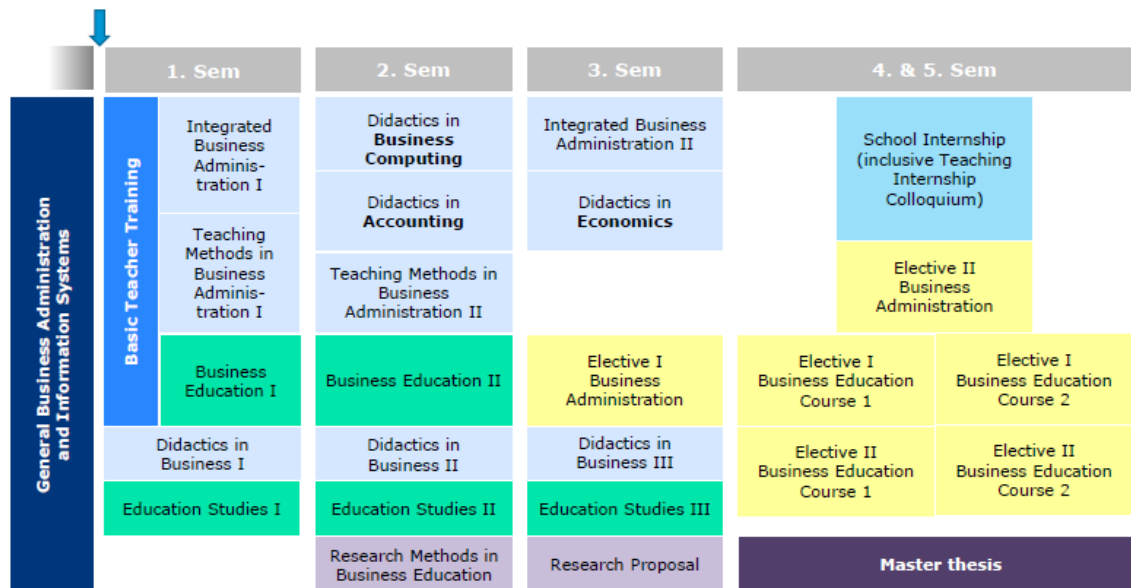 1. Sem
2. Sem
3. Sem
4. & 5. Sem
General Business Administration
and Information Systems
Basic Teacher Training
Integrated
Business
Adminis-
tration I
Teaching
Methods in
Business
Adminis-
tration I
Business
Education I
Didactics in
Business I
Education Studies I
Didactics in
Business
Computing
Didactics in
Accounting
Teaching Methods in
Business
Administration II
Business Education II
Didactics in
Business II
Education Studies II
Research Methods in
Business Education
Integrated Business
Administration II
Didactics in
Economics
Elective I
Business
Administration
Didactics in
Business III
Education Studies III
Research Proposal
School Internship
(inclusive Teaching
Internship
Colloquium)
Elective II
Business
Administration
Elective I
Business Education
Course 1
Elective I
Business Education
Course 2
Elective II
Business Education
Course 1
Elective II
Business Education
Course 2
Master thesis